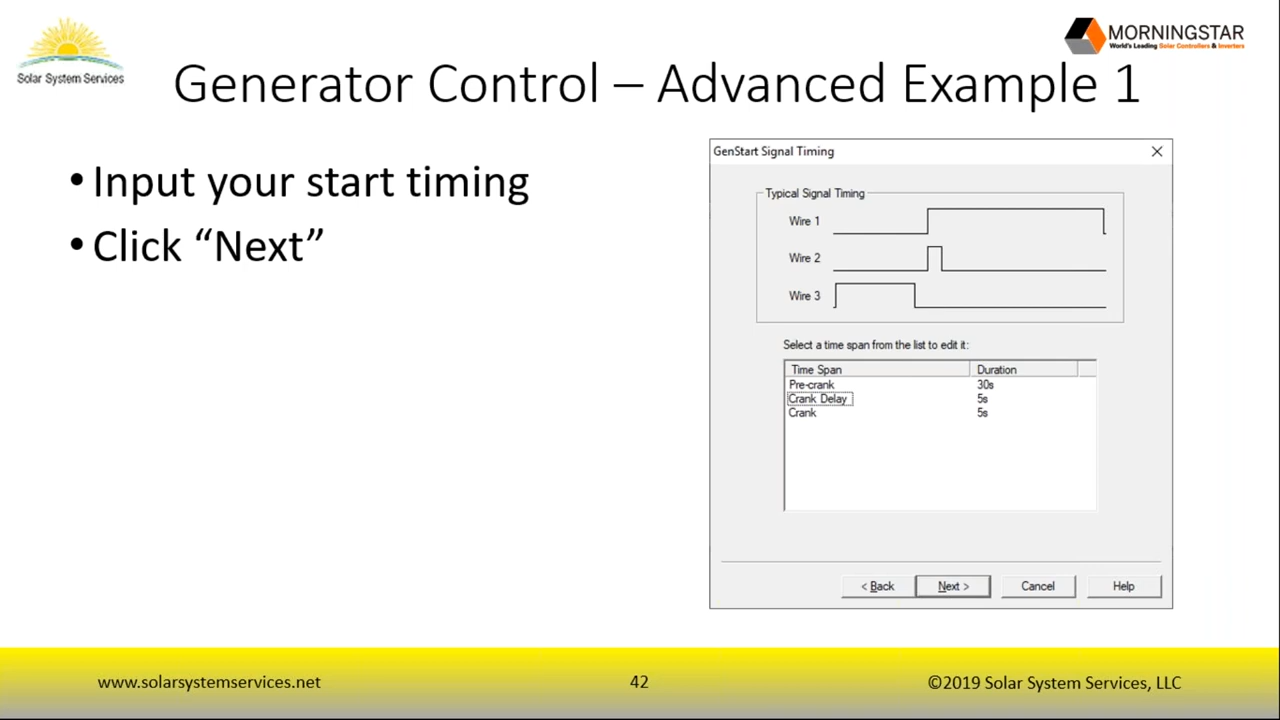 Solar System Services
MORNINGSTAR
World's Leading Solar Controllers & Inverters
Generator Control – Advanced Example 1
• Input your start timing
• Click “Next”
GenStart Signal Timing
Typical Signal Timing
Wire 1
Wire 2
Wire 3
Select a time span from the list to edit it:
Time Span Duration
Pre-crank 30s
Crank Delay 5s
Crank 5s
< Back Next > Cancel Help
www.solarsystemservices.net 42 ©2019 Solar System Services, LLC